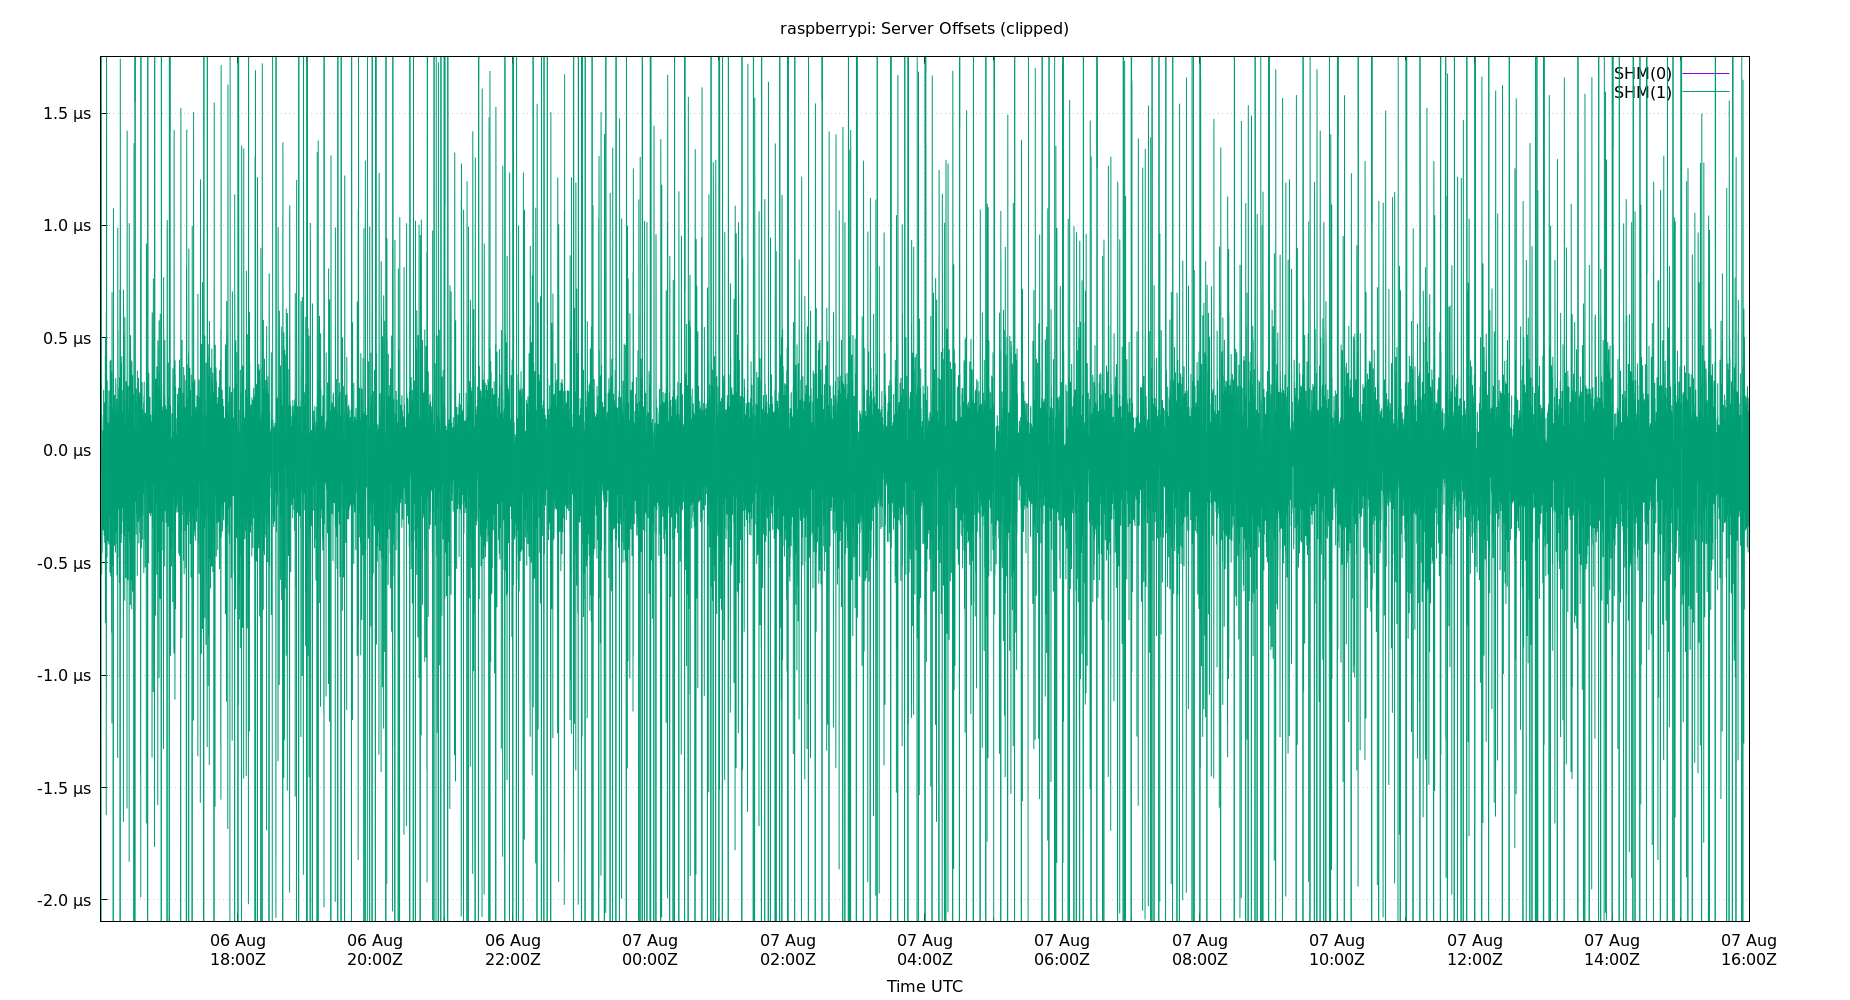 raspberrypi: Server Offsets (clipped)
SHM(0)
SHM(1)
1.5 µs
1.0 µs
0.5 µs
0.0 µs
-0.5 µs
-1.0 µs
-1.5 µs
-2.0 µs
06 Aug 06 Aug 06 Aug 07 Aug 07 Aug 07 Aug 07 Aug 07 Aug 07 Aug 07 Aug 07 Aug 07 Aug
18:00Z 20:00Z 22:00Z 00:00Z 02:00Z 04:00Z 06:00Z 08:00Z 10:00Z 12:00Z 14:00Z 16:00Z
Time UTC